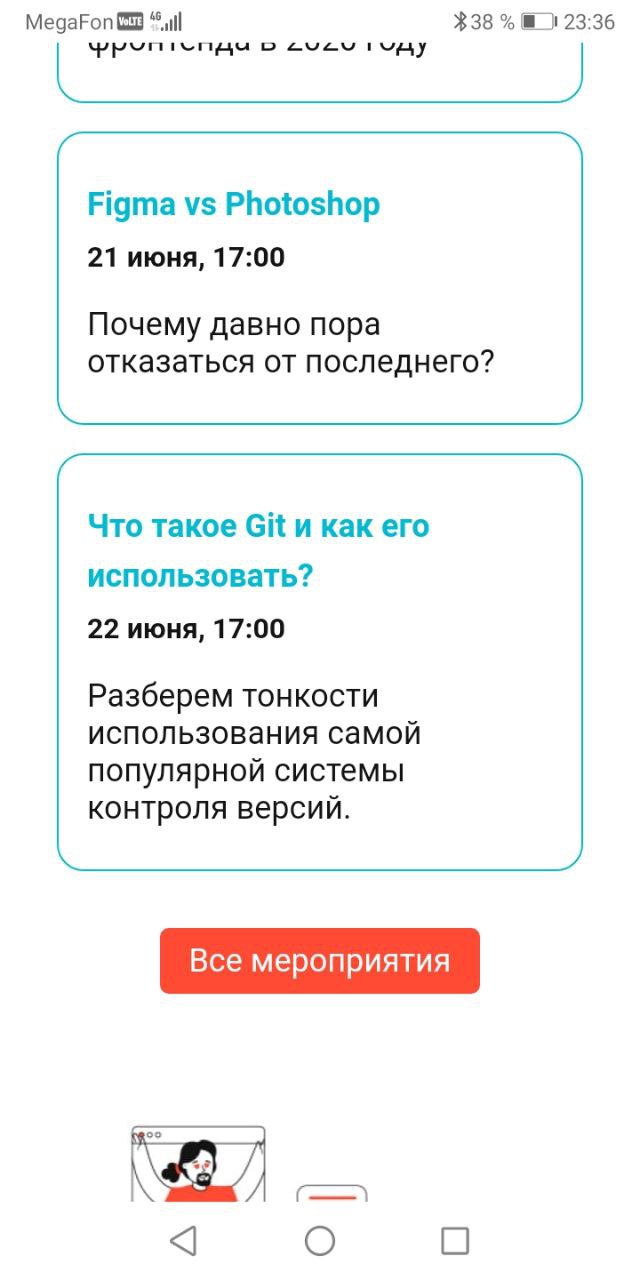 MegaFon VoLTE 4G 38 % 23:36
фронтенда в 2020 году
Figma vs Photoshop
21 июня, 17:00
Почему давно пора
отказаться от последнего?
Что такое Git и как его
использовать?
22 июня, 17:00
Разберем тонкости
использования самой
популярной системы
контроля версий.
Все мероприятия